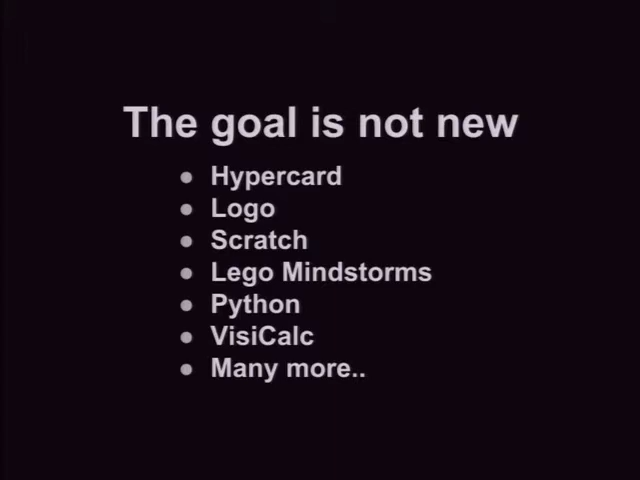 The goal is not new
● Hypercard
● Logo
● Scratch
● Lego Mindstorms
● Python
● VisiCalc
● Many more..